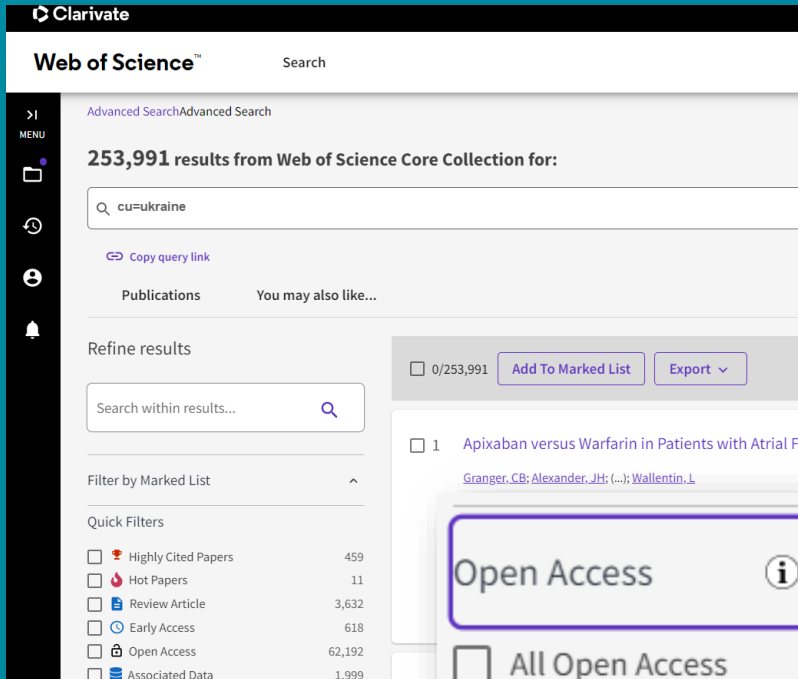 Clarivate
Web of Science™
Search
MENU
Advanced SearchAdvanced Search
253,991 results from Web of Science Core Collection for:
cu=ukraine
Copy query link
Publications
You may also like...
Refine results
Search within results...
Filter by Marked List
Quick Filters
Highly Cited Papers 459
Hot Papers 11
Review Article 3,632
Early Access 618
Open Access 62,192
Associated Data 1,999
0/253,991 Add To Marked List Export
1 Apixaban versus Warfarin in Patients with Atrial F
Granger, CB; Alexander, JH; (...); Wallentin, L
Open Access i
All Open Access